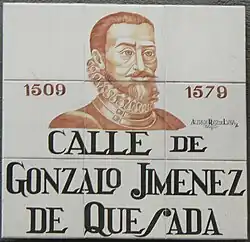 1509 1579
CALLE DE
GONZALO JIMENEZ
DE QUESADA